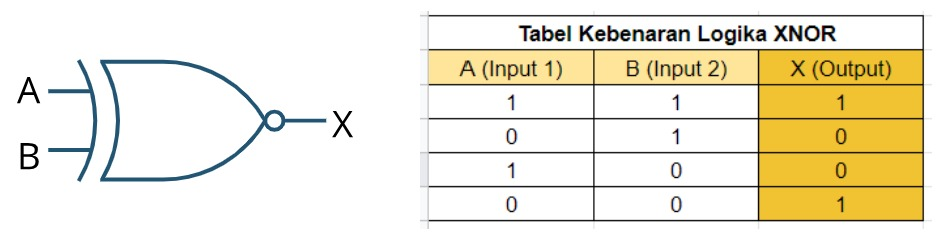 A
B
X
Tabel Kebenaran Logika XNOR
A (Input 1) B (Input 2) X (Output)
1 1 1
0 1 0
1 0 0
0 0 1